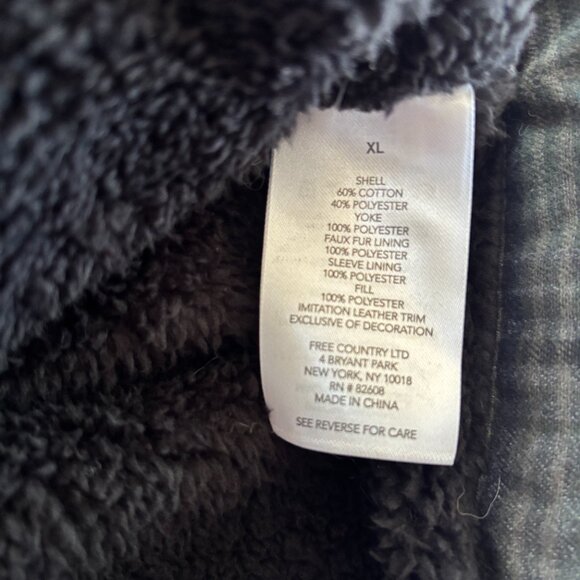 XL
SHELL
60% COTTON
40% POLYESTER
YOKE
100% POLYESTER
FAUX FUR LINING
100% POLYESTER
SLEEVE LINING
100% POLYESTER
FILL
100% POLYESTER
IMITATION LEATHER TRIM
EXCLUSIVE OF DECORATION
FREE COUNTRY LTD
4 BRYANT PARK
NEW YORK, NY 10018
RN # 82608
MADE IN CHINA
SEE REVERSE FOR CARE